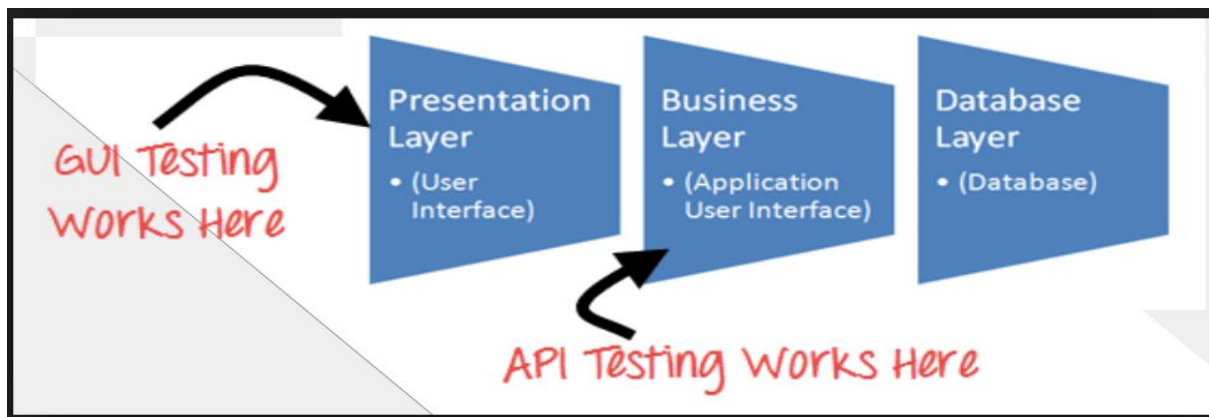 Presentation
Layer
• (User
Interface)
Business
Layer
• (Application
User Interface)
Database
Layer
• (Database)
GUI Testing
Works Here
API Testing Works Here